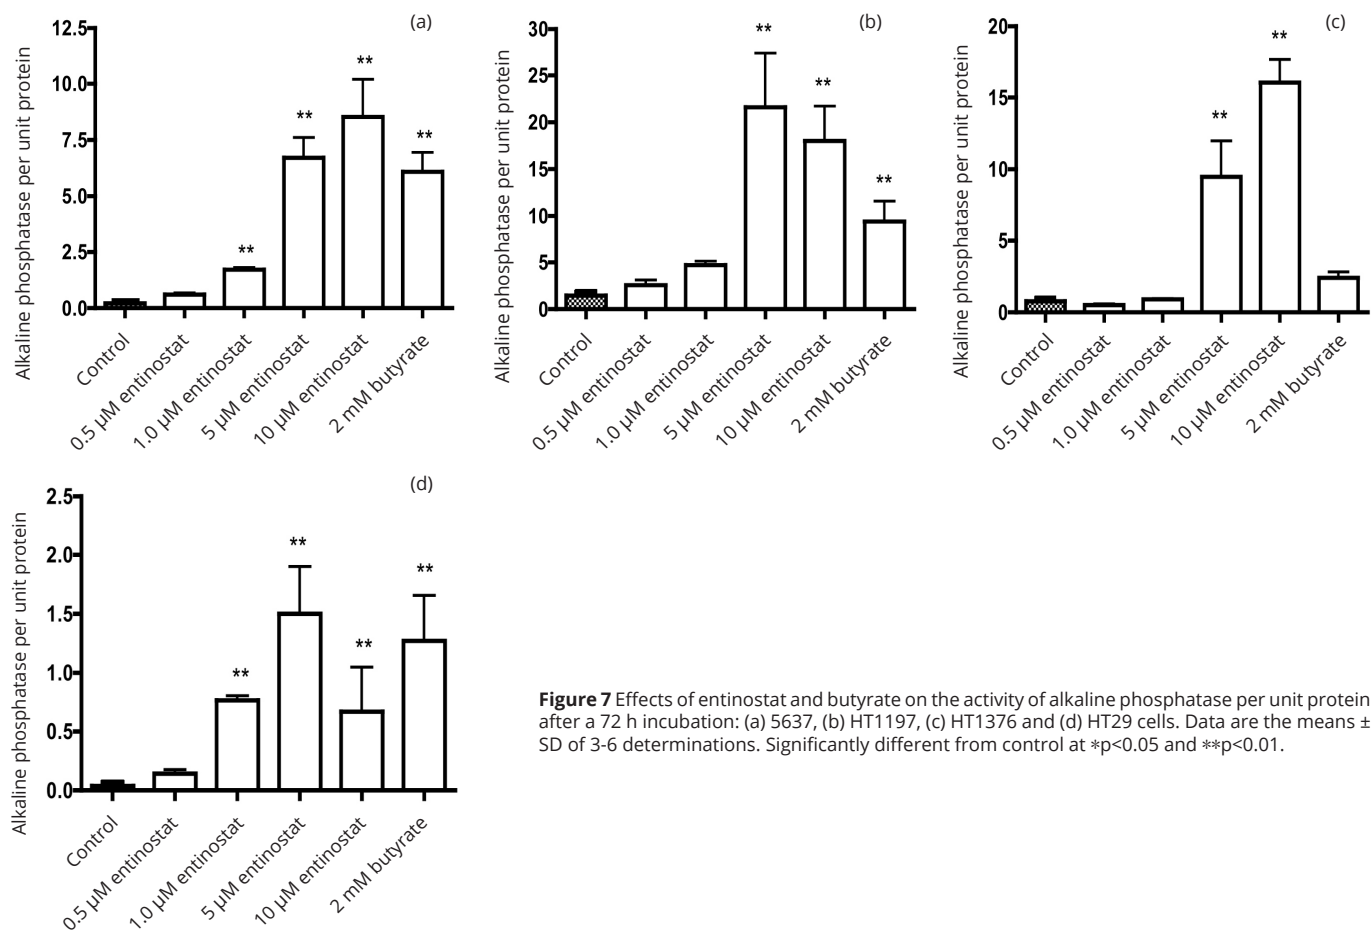 (a)
Alkaline phosphatase per unit protein
12.5
10.0
7.5
5.0
2.5
0.0
**
**
**
**
Control
0.5 µM entinostat
1.0 µM entinostat
5 µM entinostat
10 µM entinostat
2 mM butyrate
(b)
Alkaline phosphatase per unit protein
30
25
20
15
10
5
0
**
**
**
Control
0.5 µM entinostat
1.0 µM entinostat
5 µM entinostat
10 µM entinostat
2 mM butyrate
(c)
Alkaline phosphatase per unit protein
20
15
10
5
0
**
**
Control
0.5 µM entinostat
1.0 µM entinostat
5 µM entinostat
10 µM entinostat
2 mM butyrate
(d)
Alkaline phosphatase per unit protein
2.5
2.0
1.5
1.0
0.5
0.0
**
**
**
**
Control
0.5 µM entinostat
1.0 µM entinostat
5 µM entinostat
10 µM entinostat
2 mM butyrate
Figure 7 Effects of entinostat and butyrate on the activity of alkaline phosphatase per unit protein
after a 72 h incubation: (a) 5637, (b) HT1197, (c) HT1376 and (d) HT29 cells. Data are the means ±
SD of 3-6 determinations. Significantly different from control at *p<0.05 and **p<0.01.